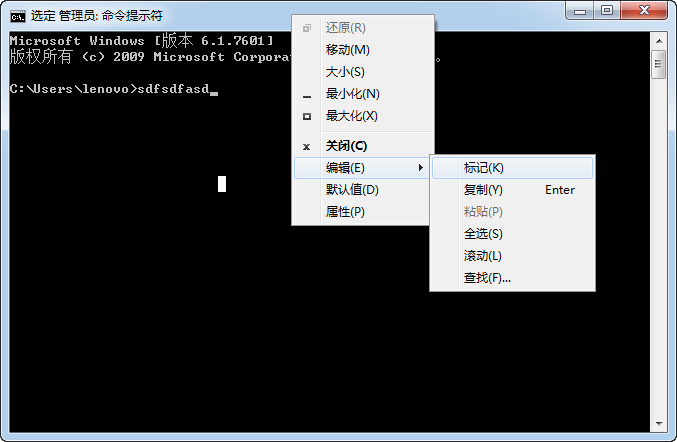 选定 管理员: 命令提示符
Microsoft Windows [版本 6.1.7601]
版权所有 (c) 2009 Microsoft Corpora
。
C:\Users\lenovo>sdfsdfasd_
还原(R)
移动(M)
大小(S)
最小化(N)
最大化(X)
关闭(C)
编辑(E)
默认值(D)
属性(P)
标记(K)
复制(Y) Enter
粘贴(P)
全选(S)
滚动(L)
查找(F)...